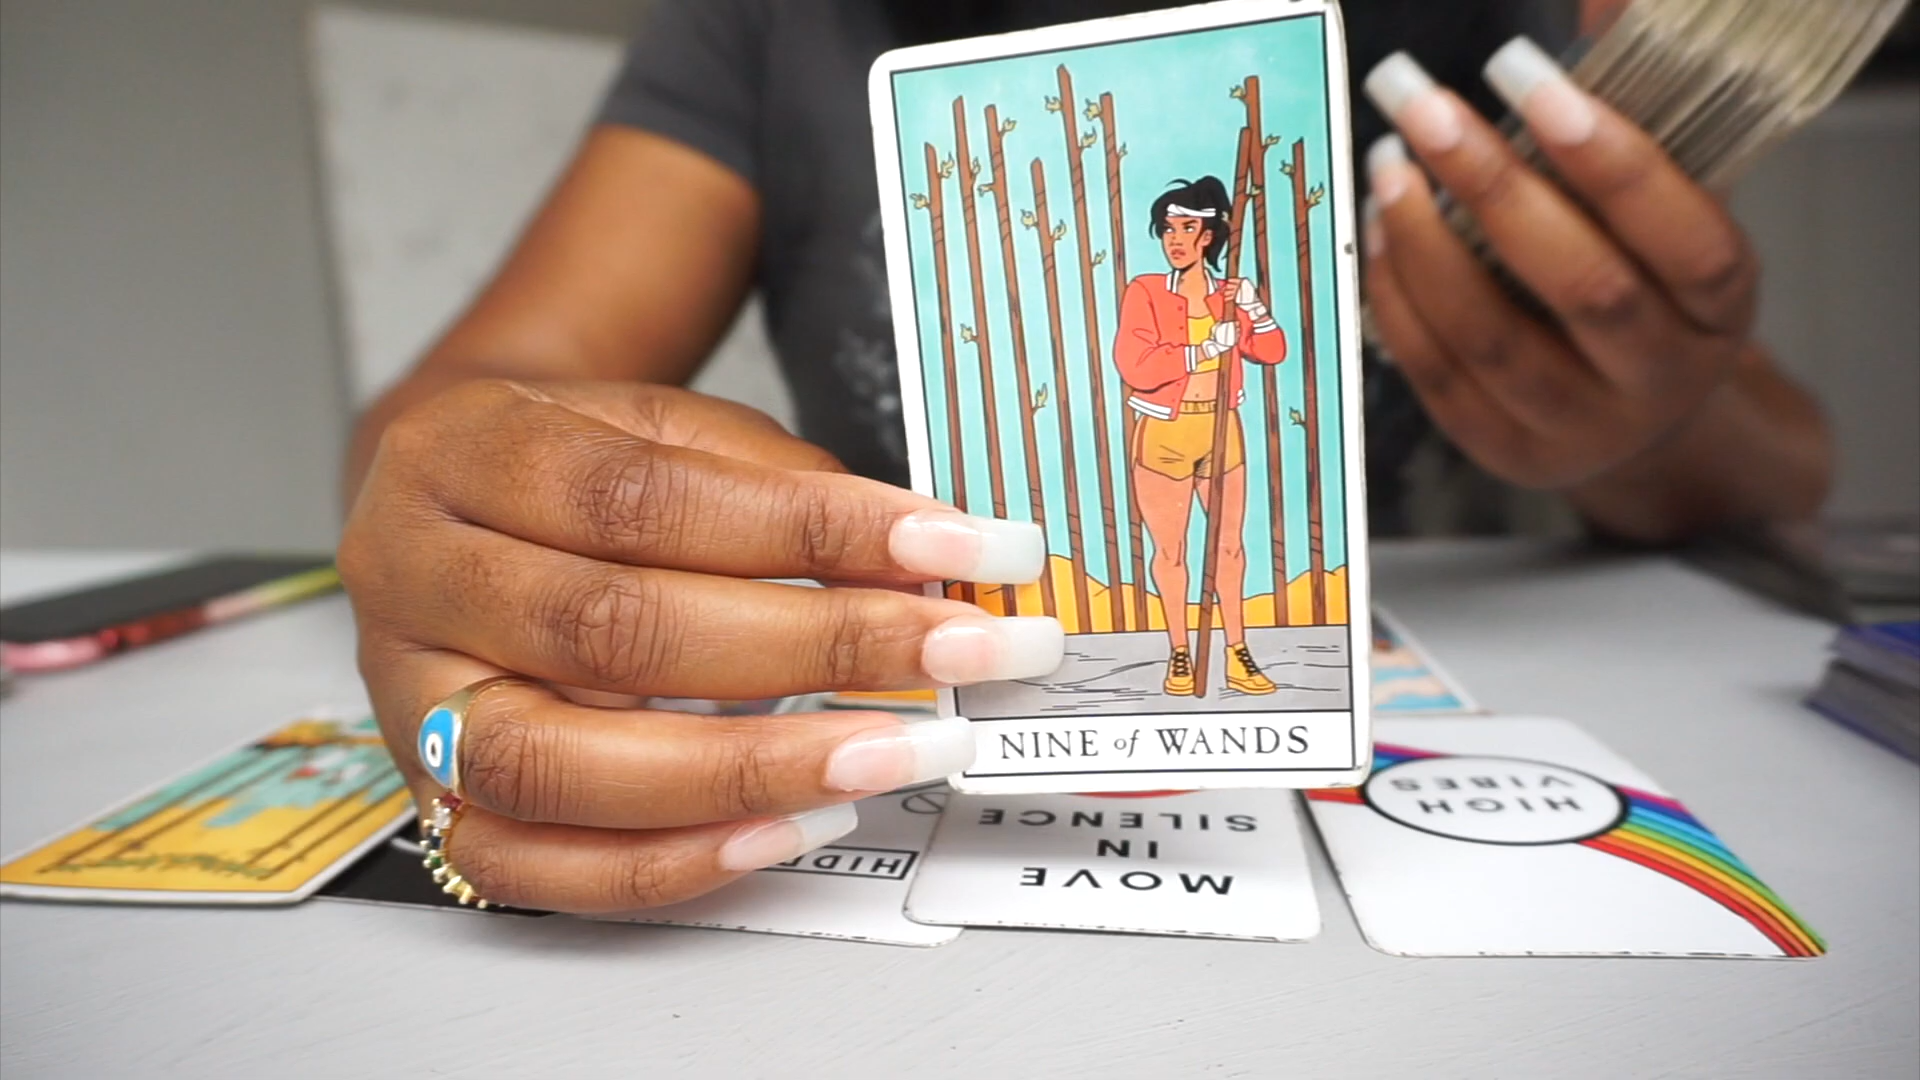 NINE of WANDS
HIGH
VIBES
MOVE
IN
SILENCE